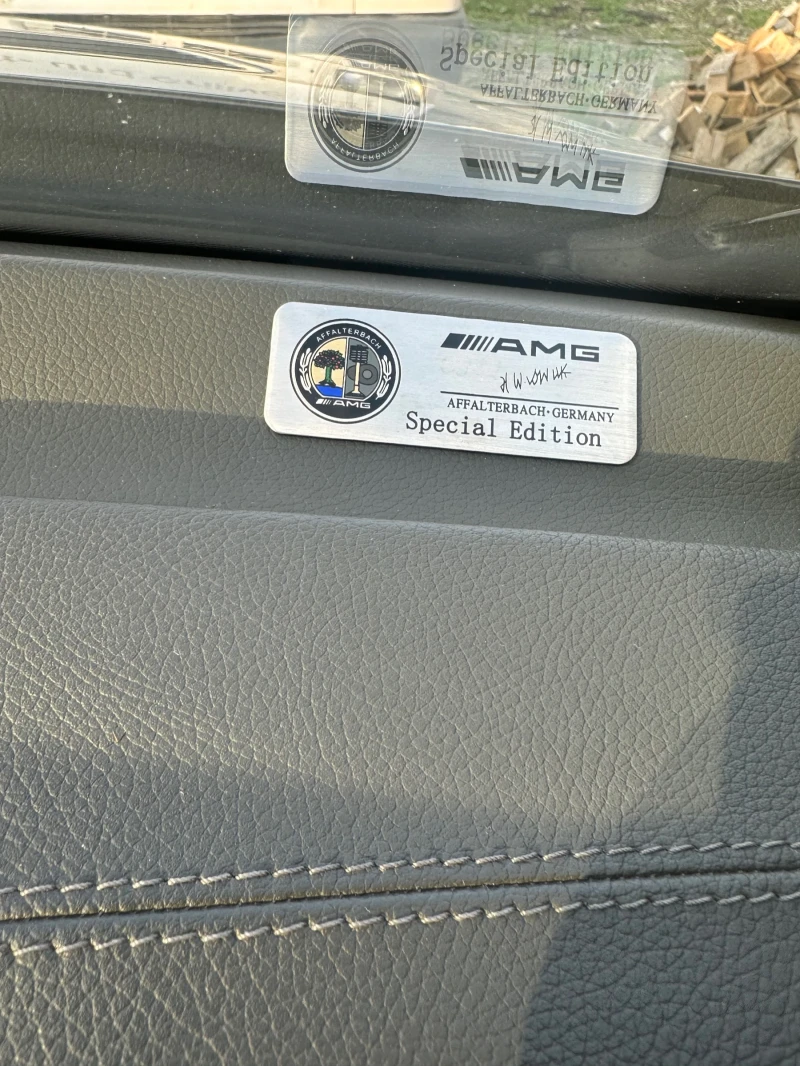 AFFALTERBACH
AMG
AMG
AFFALTERBACH·GERMANY
Special Edition